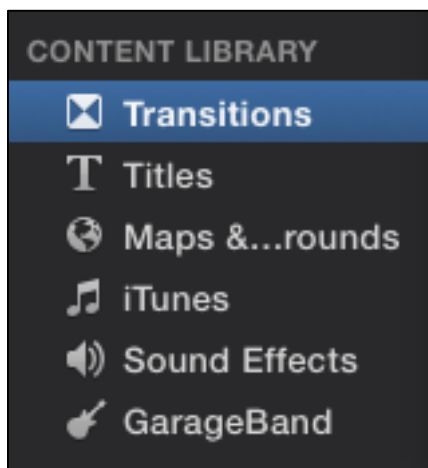 CONTENT LIBRARY
Transitions
Titles
Maps &...rounds
iTunes
Sound Effects
GarageBand